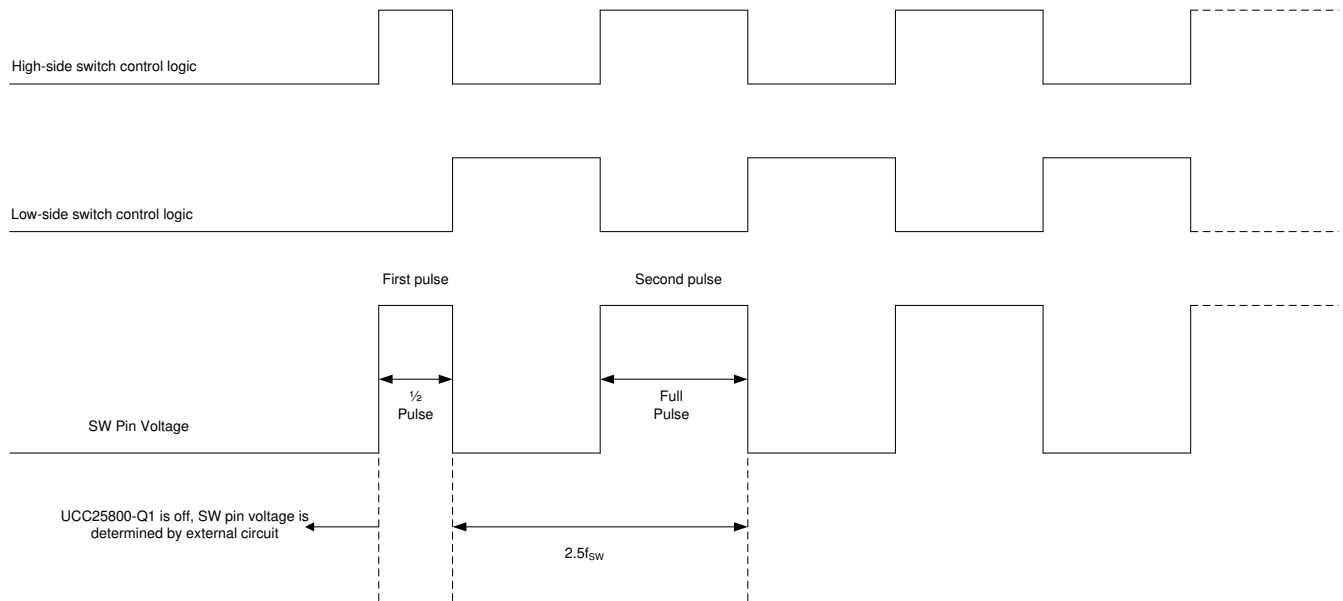 High-side switch control logic
Low-side switch control logic
First pulse
Second pulse
½
Pulse
Full
Pulse
SW Pin Voltage
UCC25800-Q1 is off, SW pin voltage is
determined by external circuit
2.5fSW